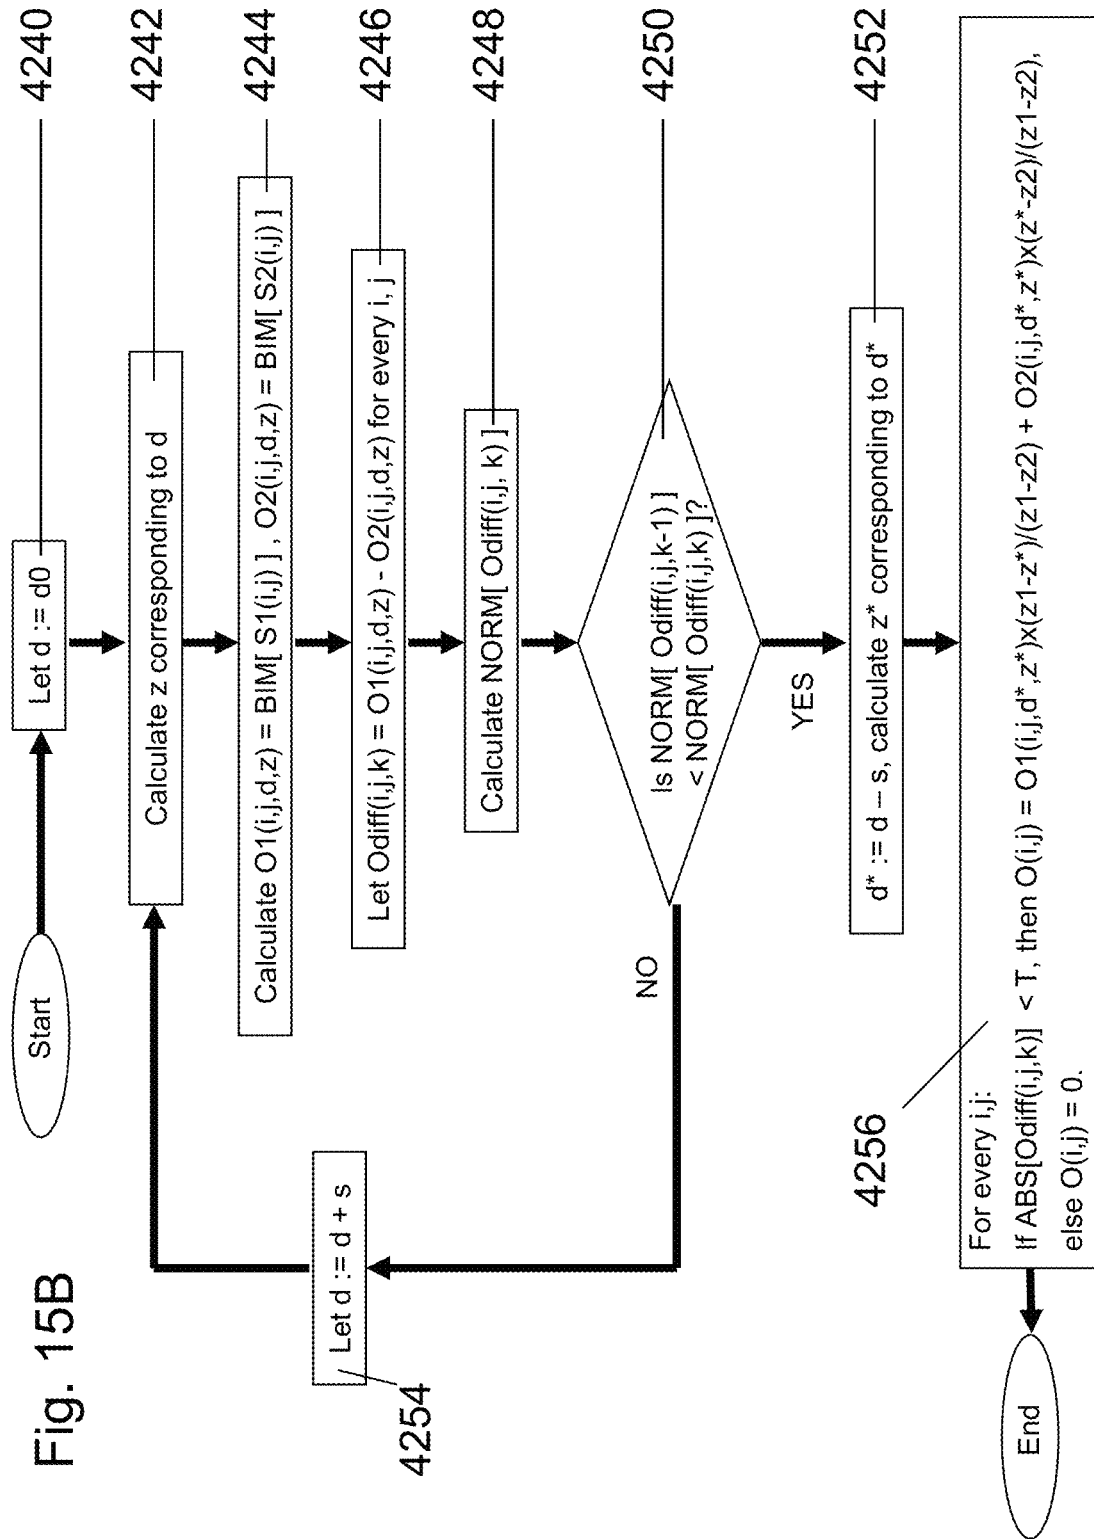 Fig. 15B
Start
Let d := d0
4240
Calculate z corresponding to d
4242
Calculate O1(i,j,d,z) = BIM[ S1(i,j) ] , O2(i,j,d,z) = BIM[ S2(i,j) ]
4244
Let Odiff(i,j,k) = O1(i,j,d,z) - O2(i,j,d,z) for every i, j
4246
Calculate NORM[ Odiff(i,j, k) ]
4248
Is NORM[ Odiff(i,j,k-1) ]
< NORM[ Odiff(i,j,k) ]?
4250
NO
YES
Let d := d + s
4254
d* := d – s, calculate z* corresponding to d*
4252
4256
For every i,j:
If ABS[Odiff(i,j,k)] < T, then O(i,j) = O1(i,j,d*,z*)x(z1-z*)/(z1-z2) + O2(i,j,d*,z*)x(z*-z2)/(z1-z2),
else O(i,j) = 0.
End